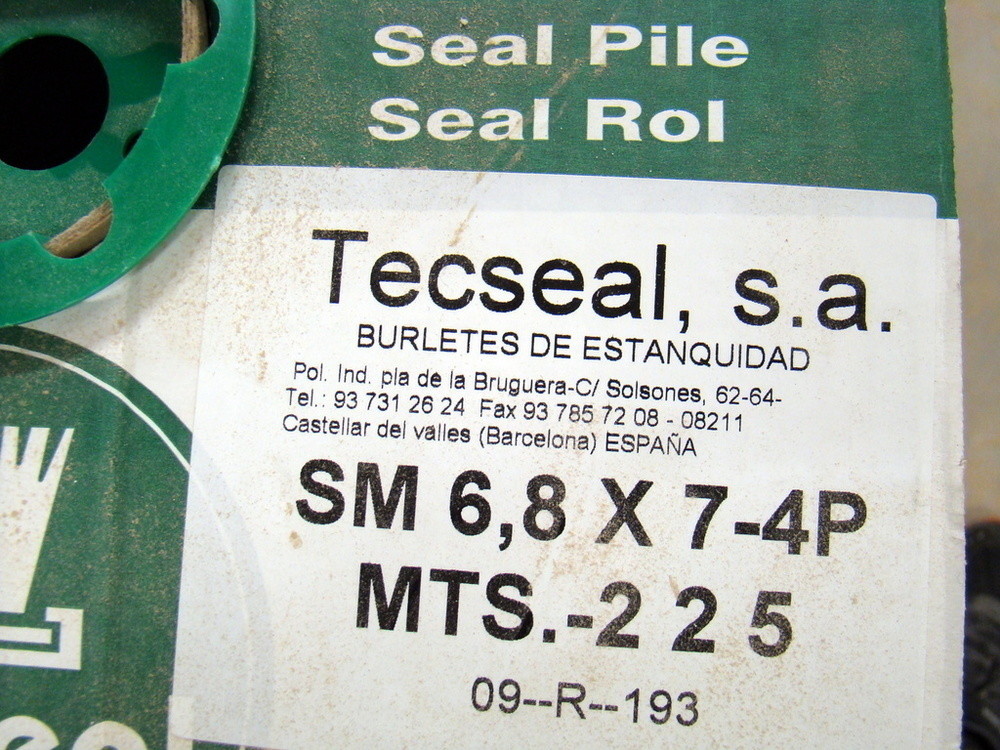 Seal Pile
Seal Rol
Tecseal, s.a.
BURLETES DE ESTANQUIDAD
Pol. Ind. pla de la Bruguera-C/ Solsones, 62-64-
Tel.: 93 731 26 24 Fax 93 785 72 08 - 08211
Castellar del valles (Barcelona) ESPAÑA
SM 6,8 X 7-4P
MTS.-2 2 5
09--R--193